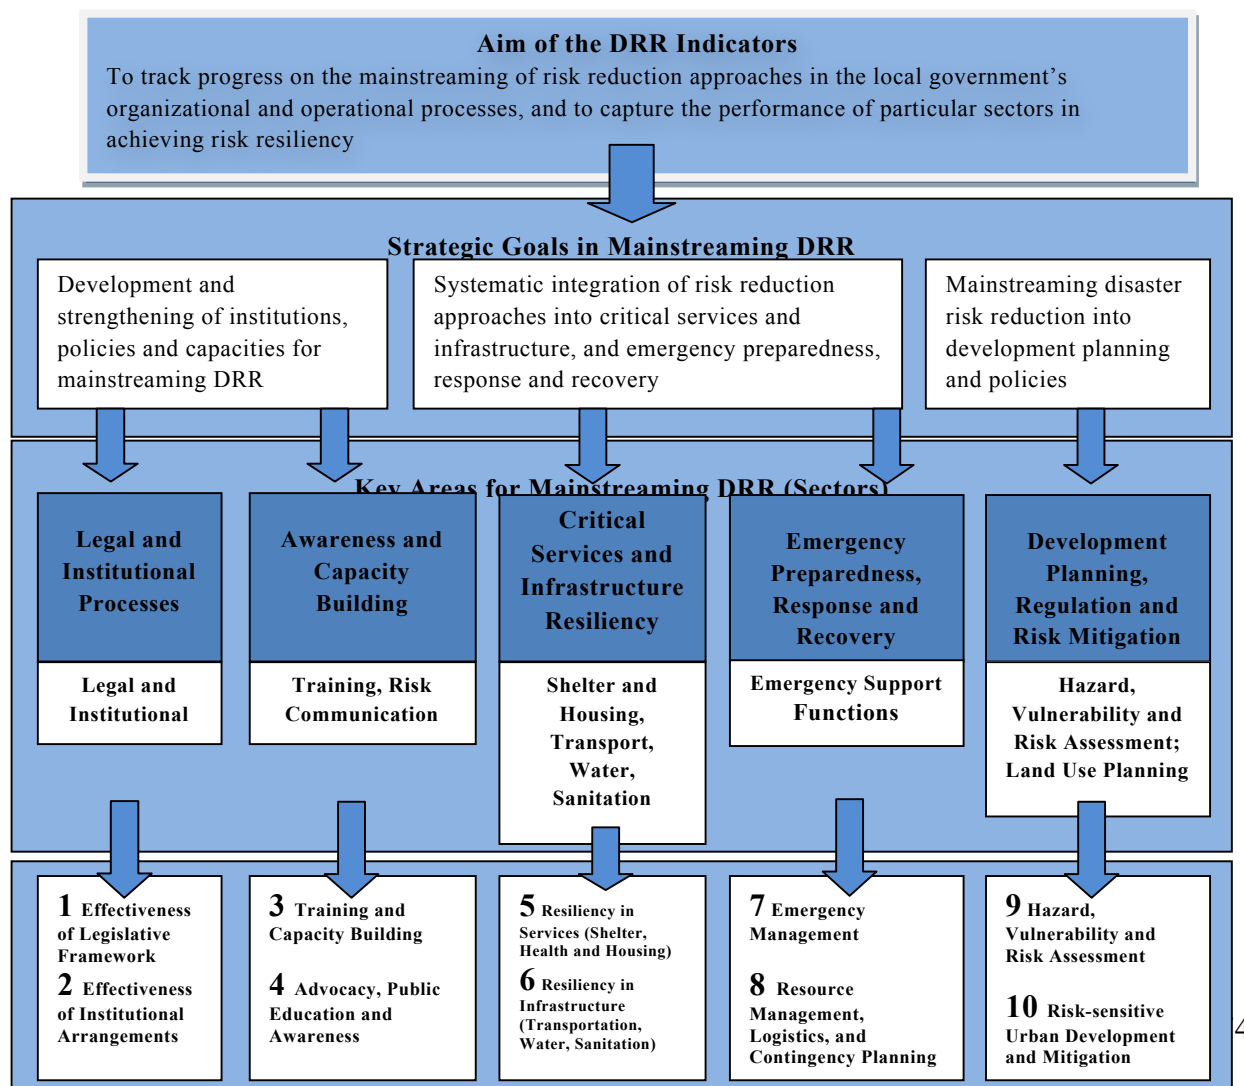 Aim of the DRR Indicators
To track progress on the mainstreaming of risk reduction approaches in the local government's
organizational and operational processes, and to capture the performance of particular sectors in
achieving risk resiliency
Strategic Goals in Mainstreaming DRR
Development and
strengthening of institutions,
policies and capacities for
mainstreaming DRR
Systematic integration of risk reduction
approaches into critical services and
infrastructure, and emergency preparedness,
response and recovery
Mainstreaming disaster
risk reduction into
development planning
and policies
Key Areas for Mainstreaming DRR (Sectors)
Legal and
Institutional
Processes
Awareness and
Capacity
Building
Critical
Services and
Infrastructure
Resiliency
Emergency
Preparedness,
Response and
Recovery
Development
Planning,
Regulation and
Risk Mitigation
Legal and
Institutional
Training, Risk
Communication
Shelter and
Housing,
Transport,
Water,
Sanitation
Emergency Support
Functions
Hazard,
Vulnerability and
Risk Assessment;
Land Use Planning
1 Effectiveness
of Legislative
Framework
2 Effectiveness
of Institutional
Arrangements
3 Training and
Capacity Building
4 Advocacy, Public
Education and
Awareness
5 Resiliency in
Services (Shelter,
Health and Housing)
6 Resiliency in
Infrastructure
(Transportation,
Water, Sanitation)
7 Emergency
Management
8 Resource
Management,
Logistics, and
Contingency Planning
9 Hazard,
Vulnerability and
Risk Assessment
10 Risk-sensitive
Urban Development
and Mitigation
4